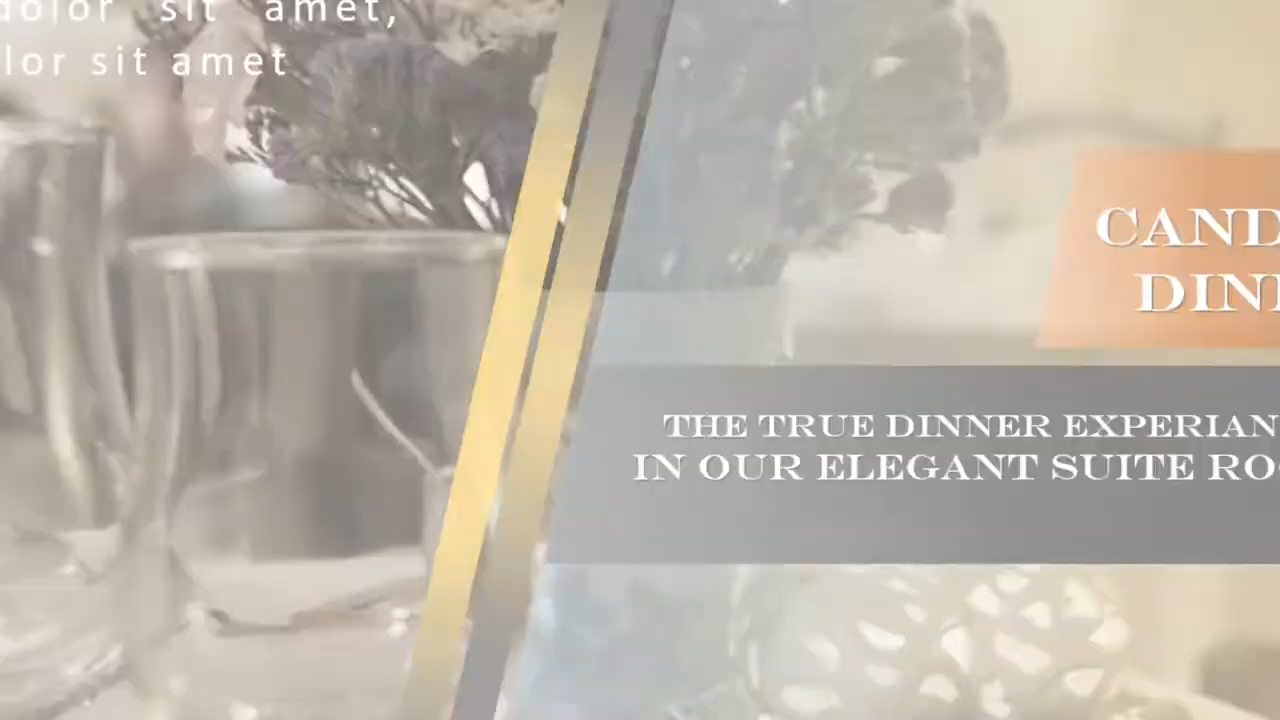 dolor sit amet,
lor sit amet
CAND
DIN
THE TRUE DINNER EXPERIAN
IN OUR ELEGANT SUITE RO